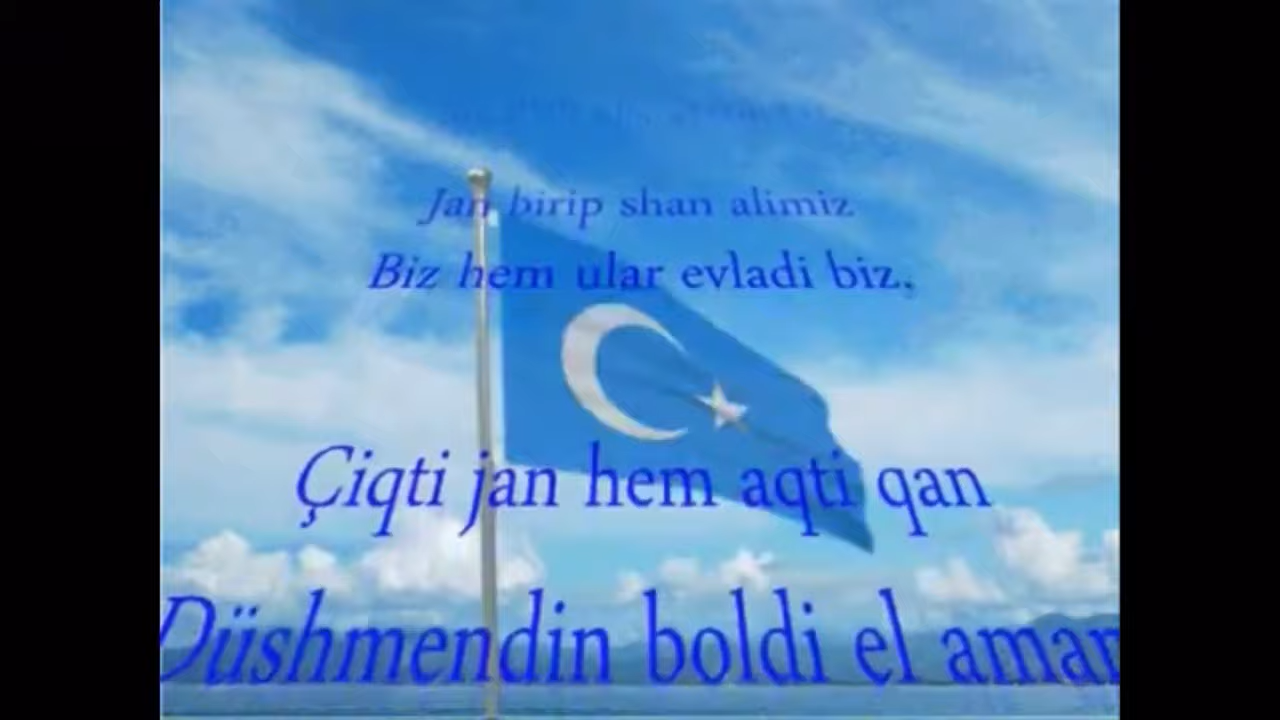 Jan birip shan alimiz
Biz hem ular evladi biz,
Çiqti jan hem aqti qan
Düshmendin boldi el aman